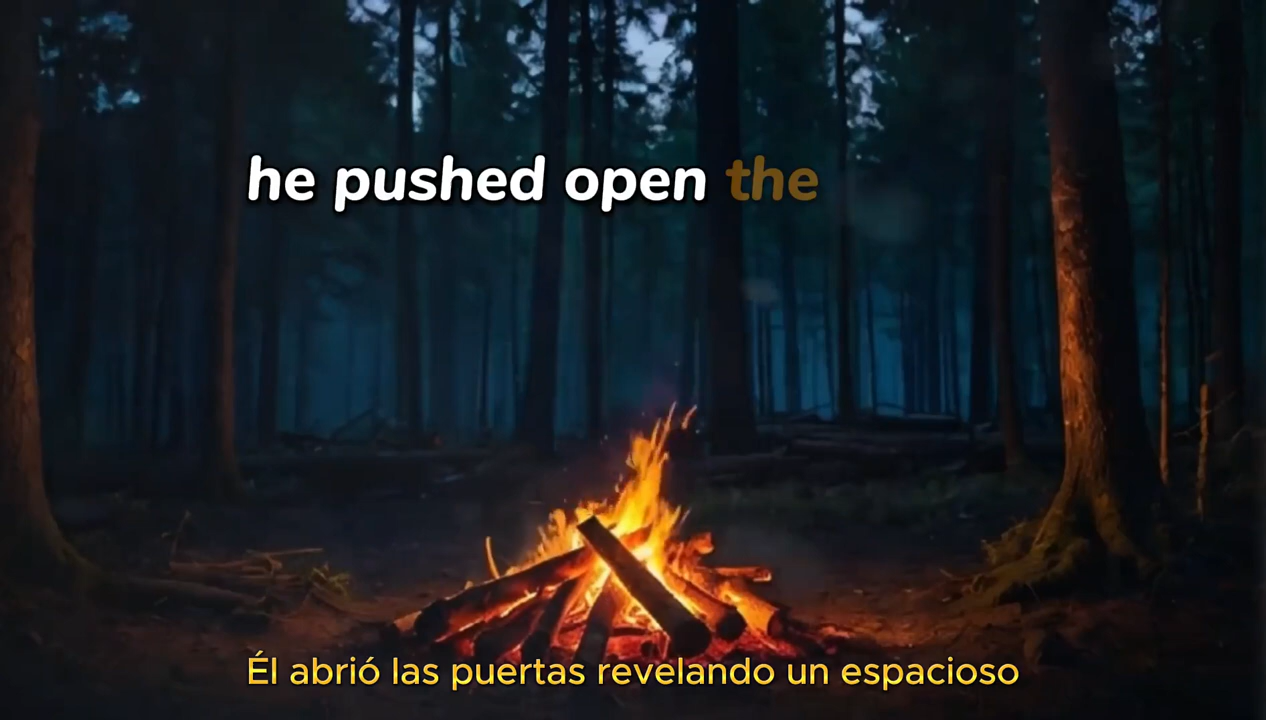 he pushed open the
Él abrió las puertas revelando un espacioso